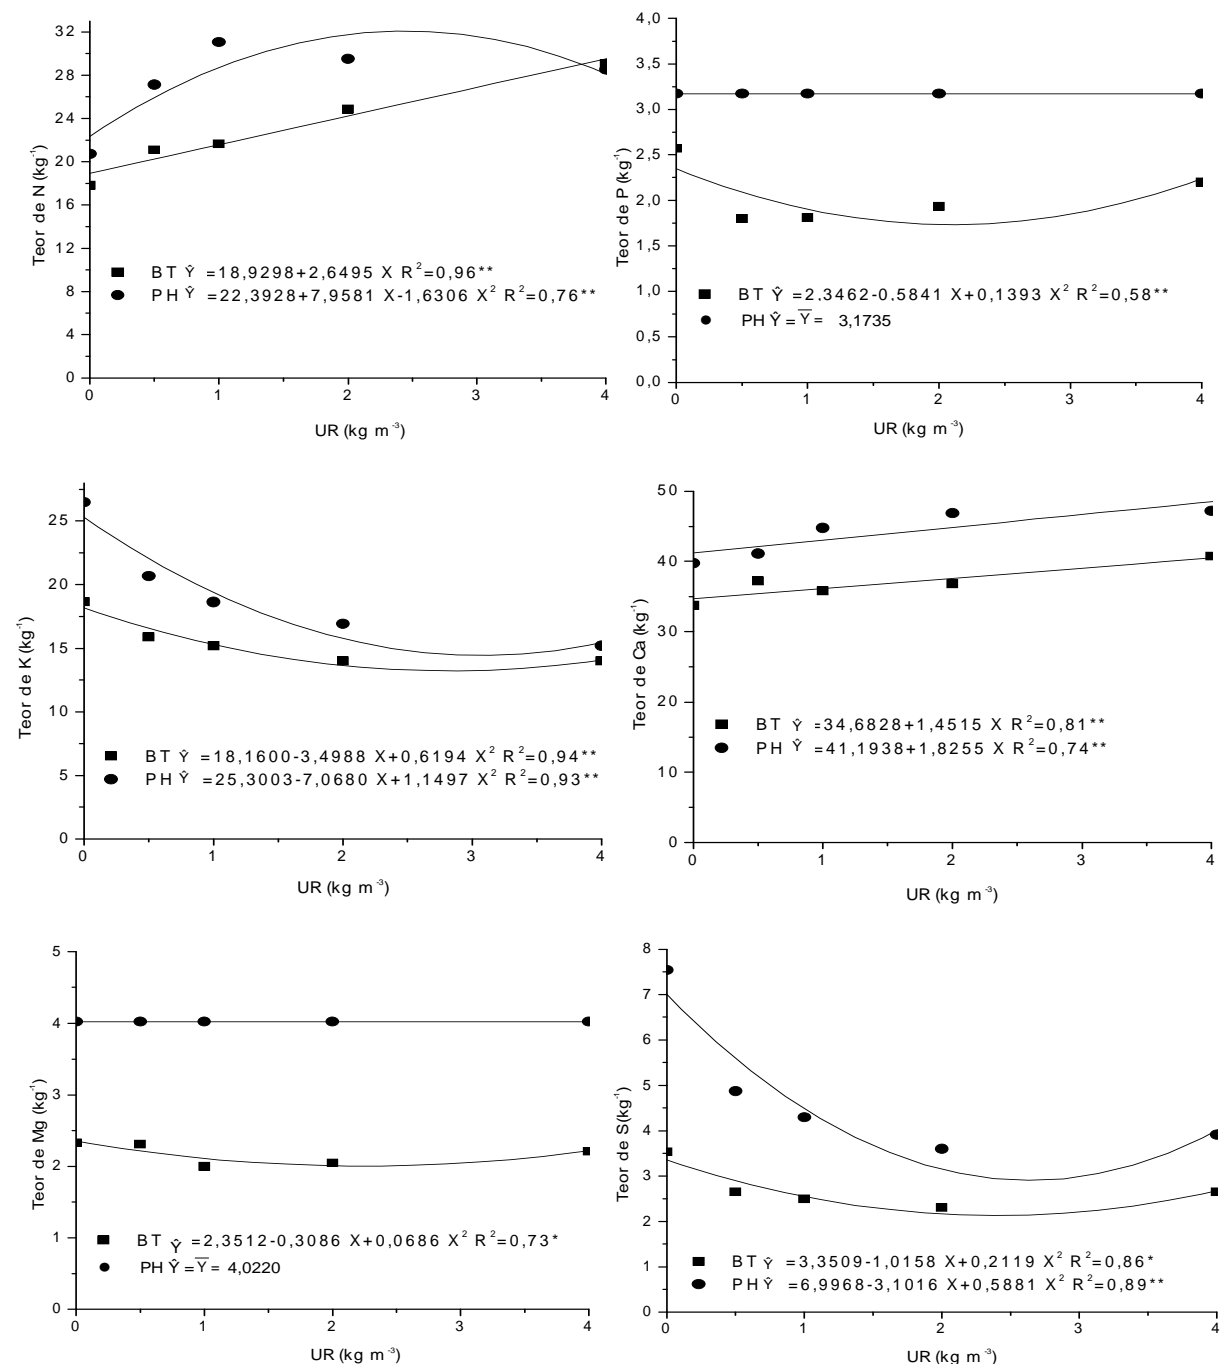 32
28
24
20
16
12
8
4
0
Teor de N (kg⁻¹)
BT Ŷ =18,9298+2,6495 X R²=0,96**
PH Ŷ =22,3928+7,9581 X-1,6306 X² R²=0,76**
0 1 2 3 4
UR (kg m⁻³)
4,0
3,5
3,0
2,5
2,0
1,5
1,0
0,5
0,0
Teor de P (kg⁻¹)
BT Ŷ =2,3462-0,5841 X+0,1393 X² R²=0,58**
PH Ŷ = Y̅ = 3,1735
0 1 2 3 4
UR (kg m⁻³)
25
20
15
10
5
0
Teor de K (kg⁻¹)
BT Ŷ =18,1600-3,4988 X+0,6194 X² R²=0,94**
PH Ŷ =25,3003-7,0680 X+1,1497 X² R²=0,93**
0 1 2 3 4
UR (kg m⁻³)
50
40
30
20
10
0
Teor de Ca (kg⁻¹)
BT Ŷ =34,6828+1,4515 X R²=0,81**
PH Ŷ =41,1938+1,8255 X R²=0,74**
0 1 2 3 4
UR (kg m⁻³)
5
4
3
2
1
0
Teor de Mg (kg⁻¹)
BT Ŷ =2,3512-0,3086 X+0,0686 X² R²=0,73*
PH Ŷ = Y̅ = 4,0220
0 1 2 3 4
UR (kg m⁻³)
8
7
6
5
4
3
2
1
0
Teor de S(kg⁻¹)
BT Ŷ =3,3509-1,0158 X+0,2119 X² R²=0,86*
PH Ŷ =6,9968-3,1016 X+0,5881 X² R²=0,89**
0 1 2 3 4
UR (kg m⁻³)